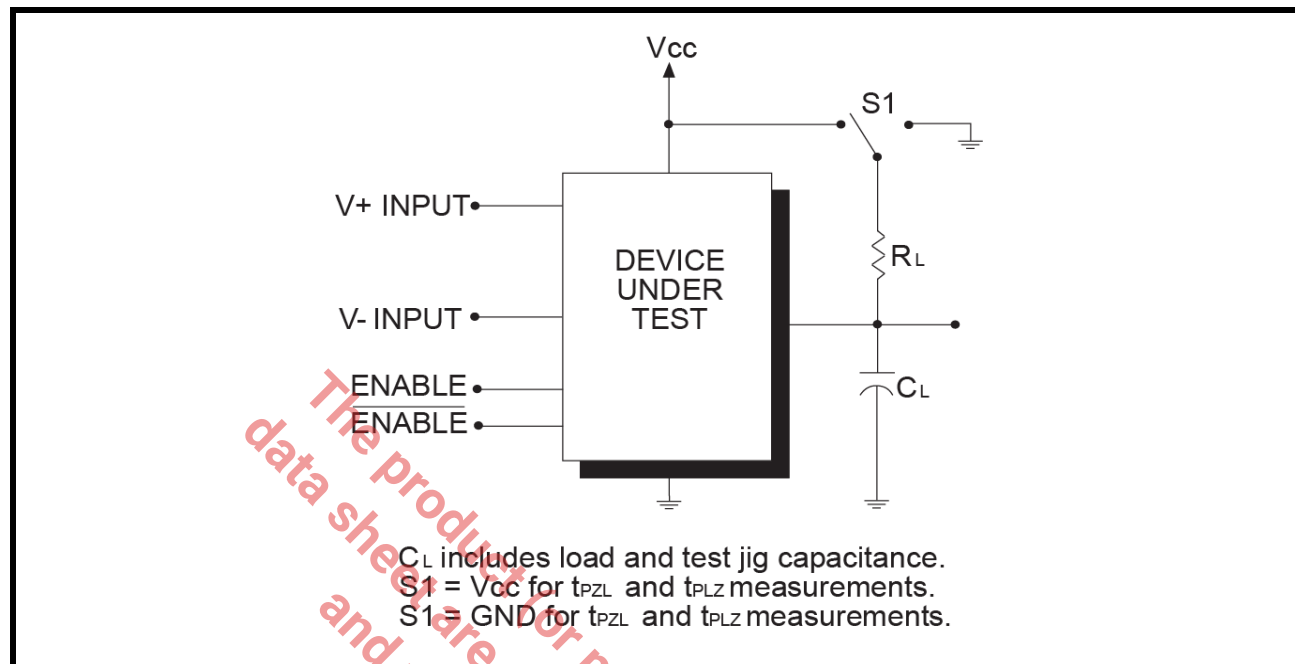 Vcc
S1
V+ INPUT
DEVICE
UNDER
TEST
RL
V- INPUT
ENABLE
ENABLE
CL
CL includes load and test jig capacitance.
S1 = Vcc for tPZL and tPLZ measurements.
S1 = GND for tPZL and tPLZ measurements.
The product (or
data sheet are
and